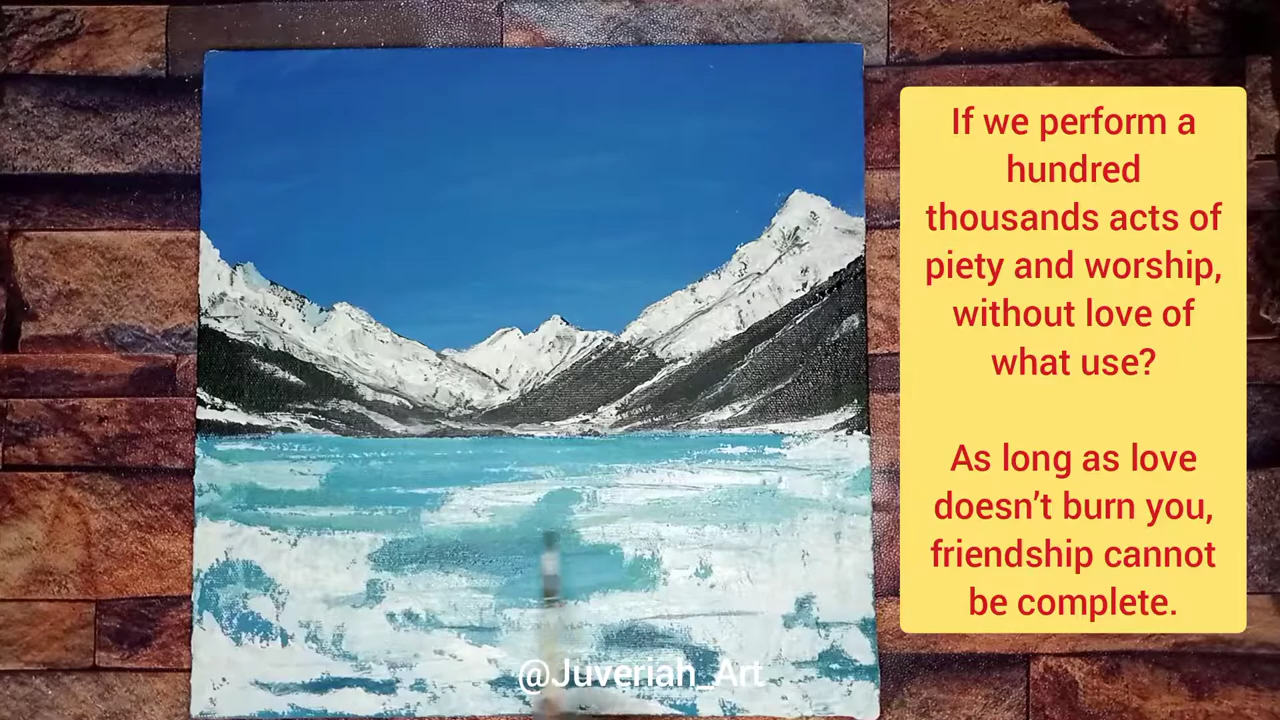 If we perform a
hundred
thousands acts of
piety and worship,
without love of
what use?
As long as love
doesn’t burn you,
friendship cannot
be complete.
@Juveriah_Art